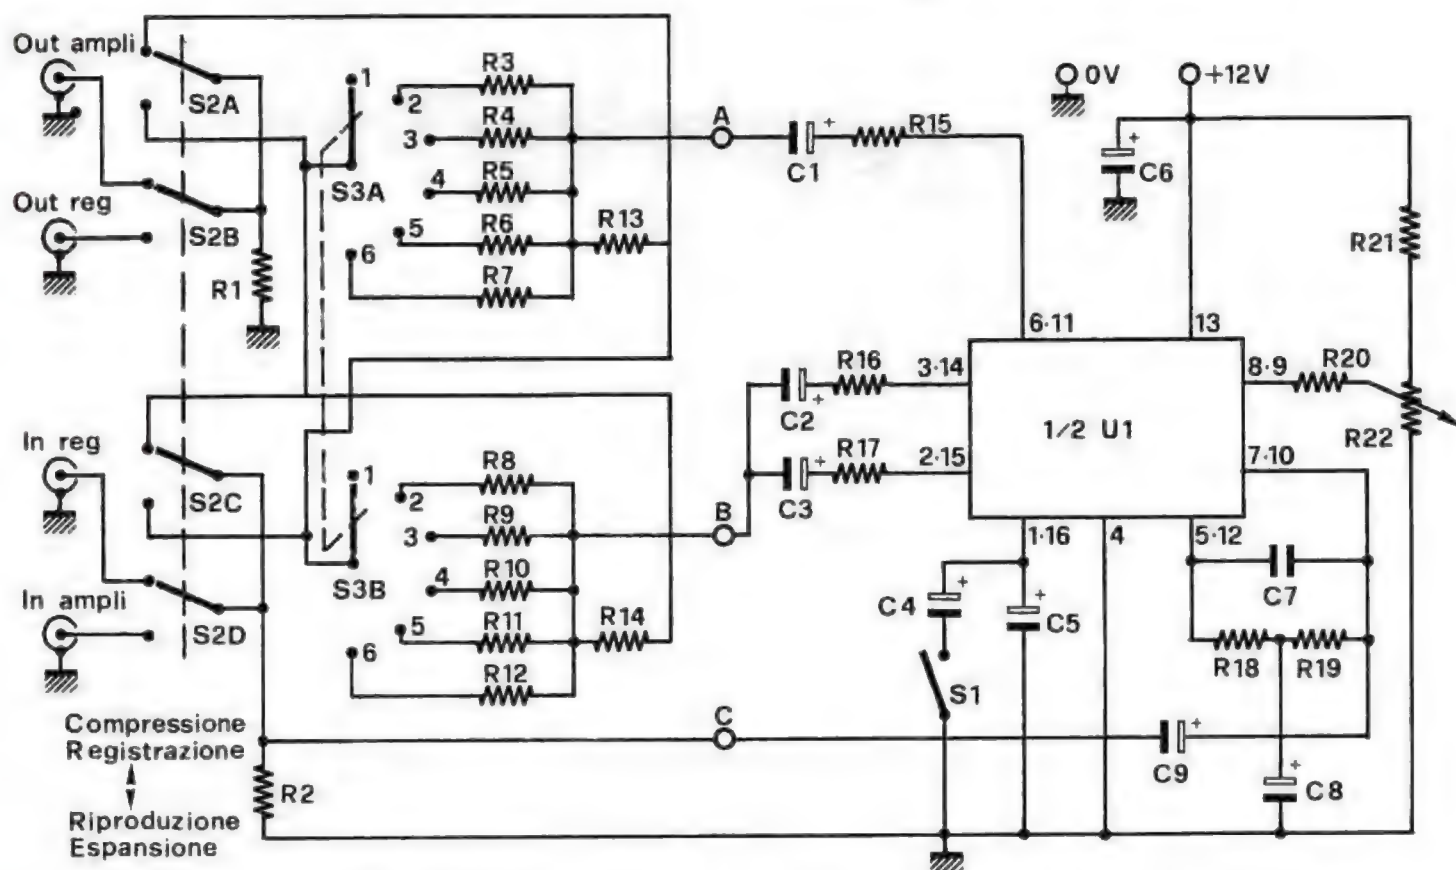 Out ampli
S2A
S2B
Out reg
R1
1
2
3
4
5
6
S3A
R3
R4
R5
R6
R7
R13
A
C1
+
R15
0V
+12V
+
C6
R21
6·11
13
3·14
8·9
R20
R16
C2
+
1/2 U1
R22
2·15
7·10
R17
C3
+
B
1·16
4
5·12
In reg
S2C
S2D
In ampli
1
2
3
4
5
6
S3B
R8
R9
R10
R11
R12
R14
C4
+
C5
+
S1
C7
R18
R19
C
C9
+
C8
+
Compressione
Registrazione
Riproduzione
Espansione
R2